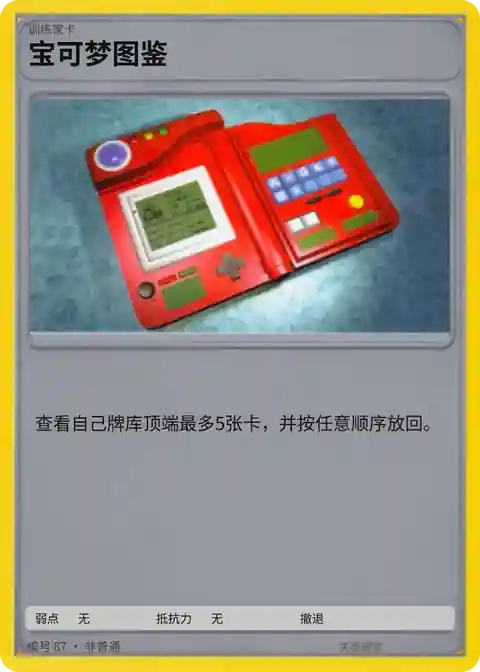 训练家卡
宝可梦图鉴
查看自己牌库顶端最多5张卡，并按任意顺序放回。
弱点 无 抵抗力 无 撤退
编号 87 · 非普通